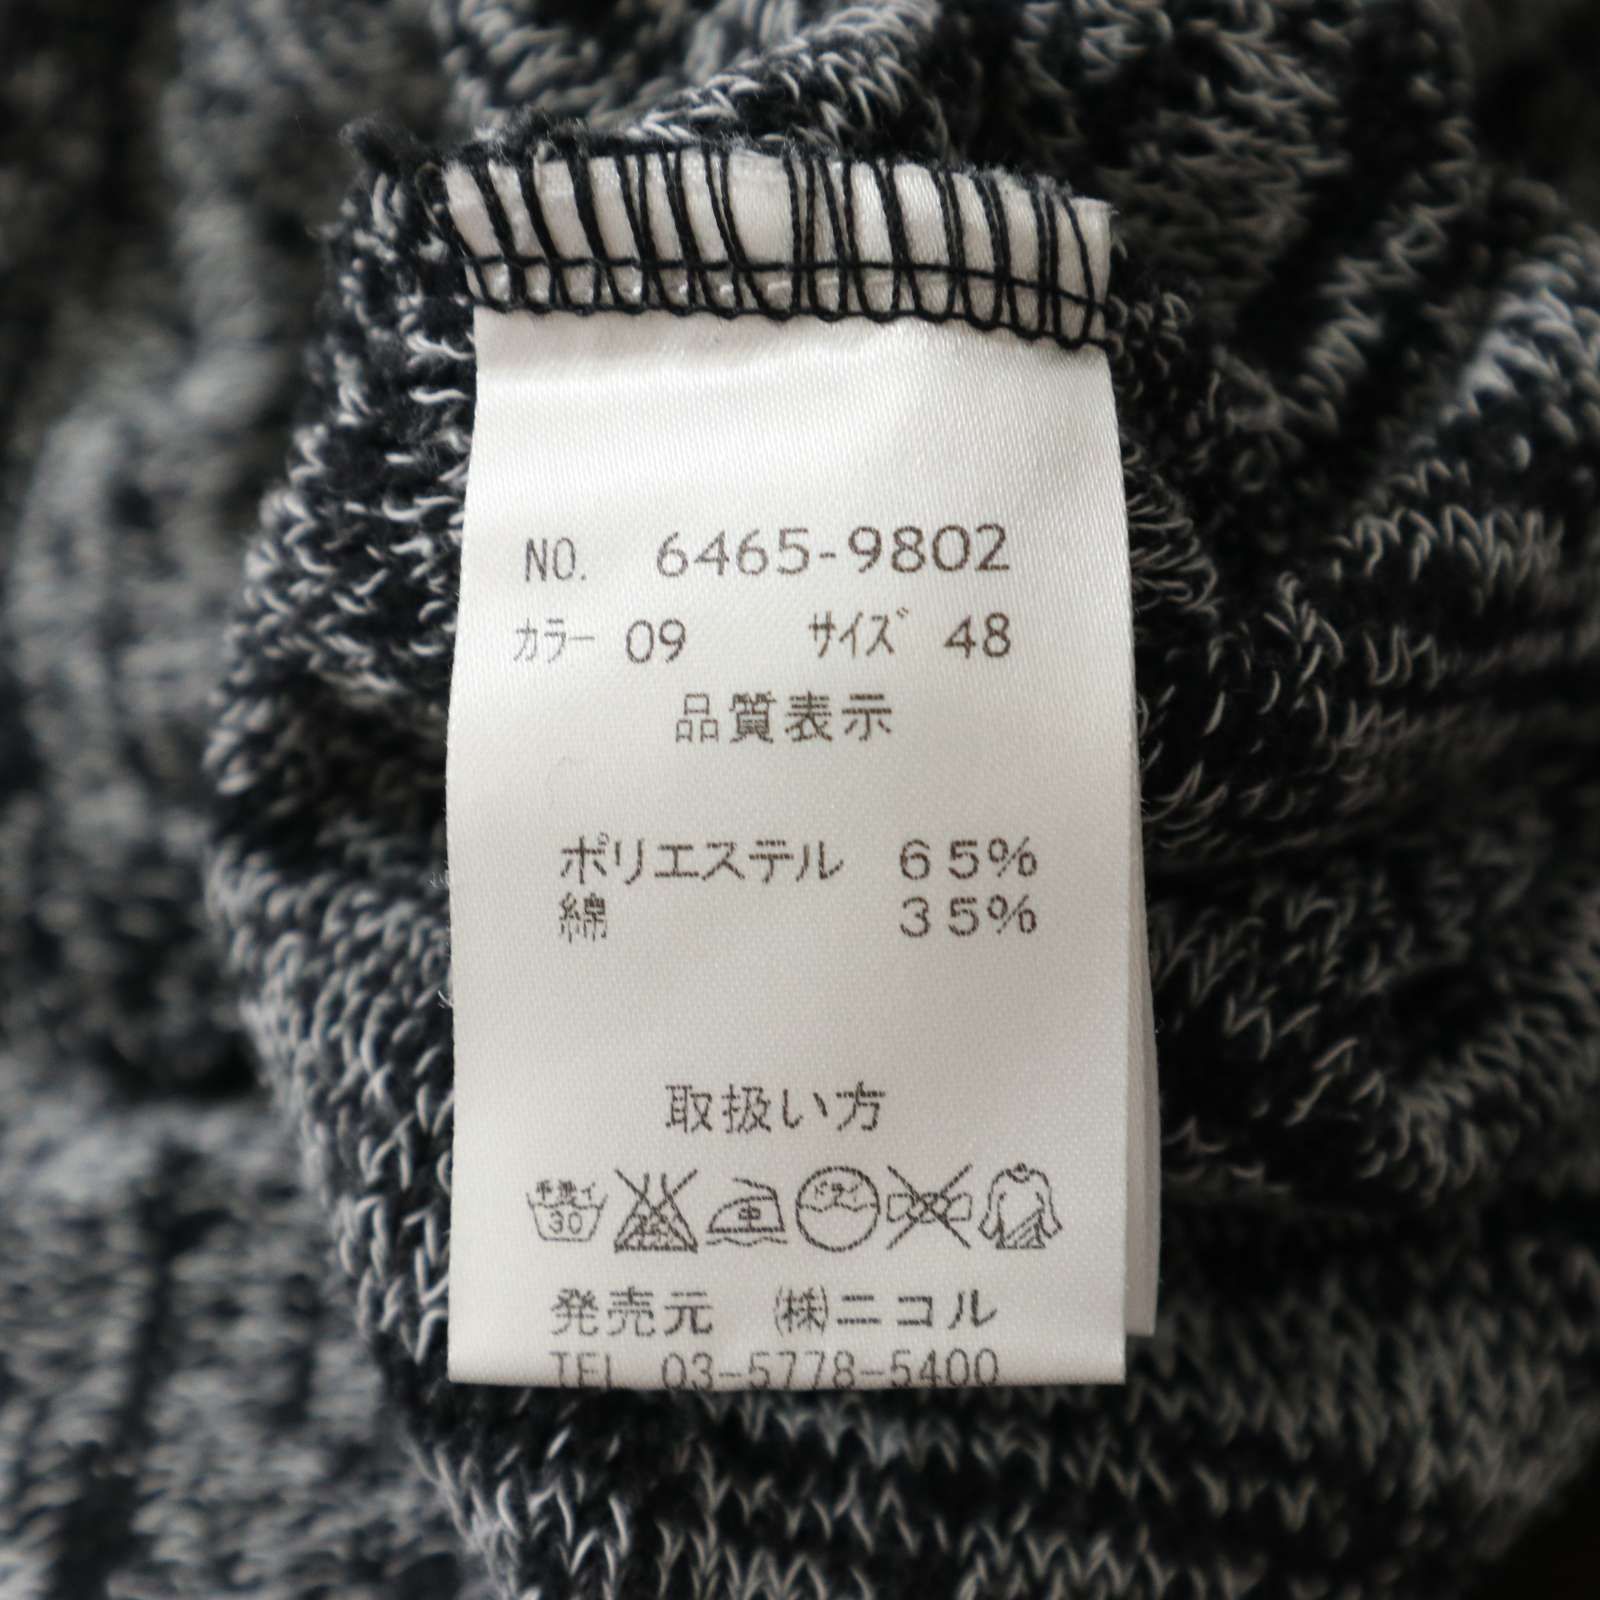 NO. 6465-9802
カラー 09 サイズ 48
品質表示
ポリエステル 65%
綿 35%
取扱い方
手洗イ
30
中
ドライ
発売元 ㈱ニコル
TEL 03-5778-5400